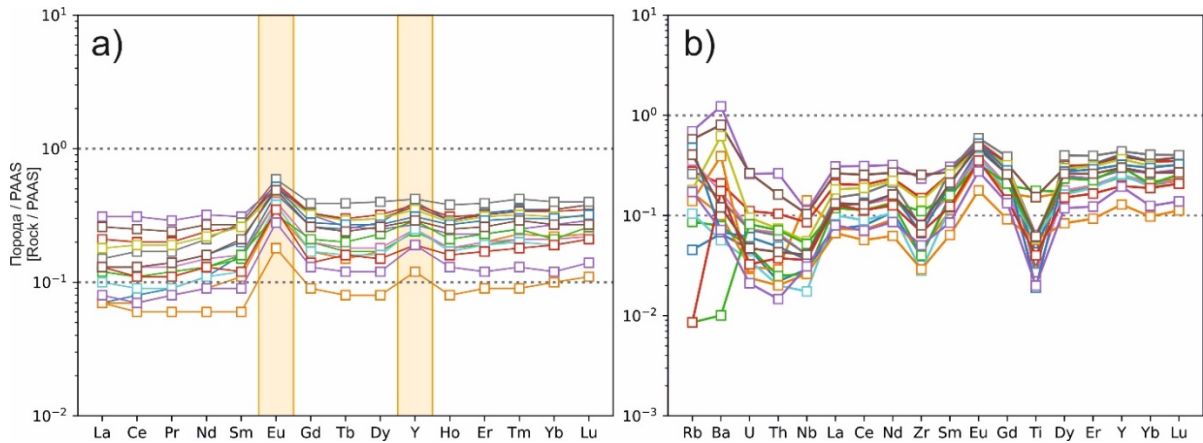 a)
Порода / PAAS
[Rock / PAAS]
10¹
10⁰
10⁻¹
10⁻²
La Ce Pr Nd Sm Eu Gd Tb Dy Y Ho Er Tm Yb Lu
b)
10¹
10⁰
10⁻¹
10⁻²
10⁻³
Rb Ba U Th Nb La Ce Nd Zr Sm Eu Gd Ti Dy Er Y Yb Lu